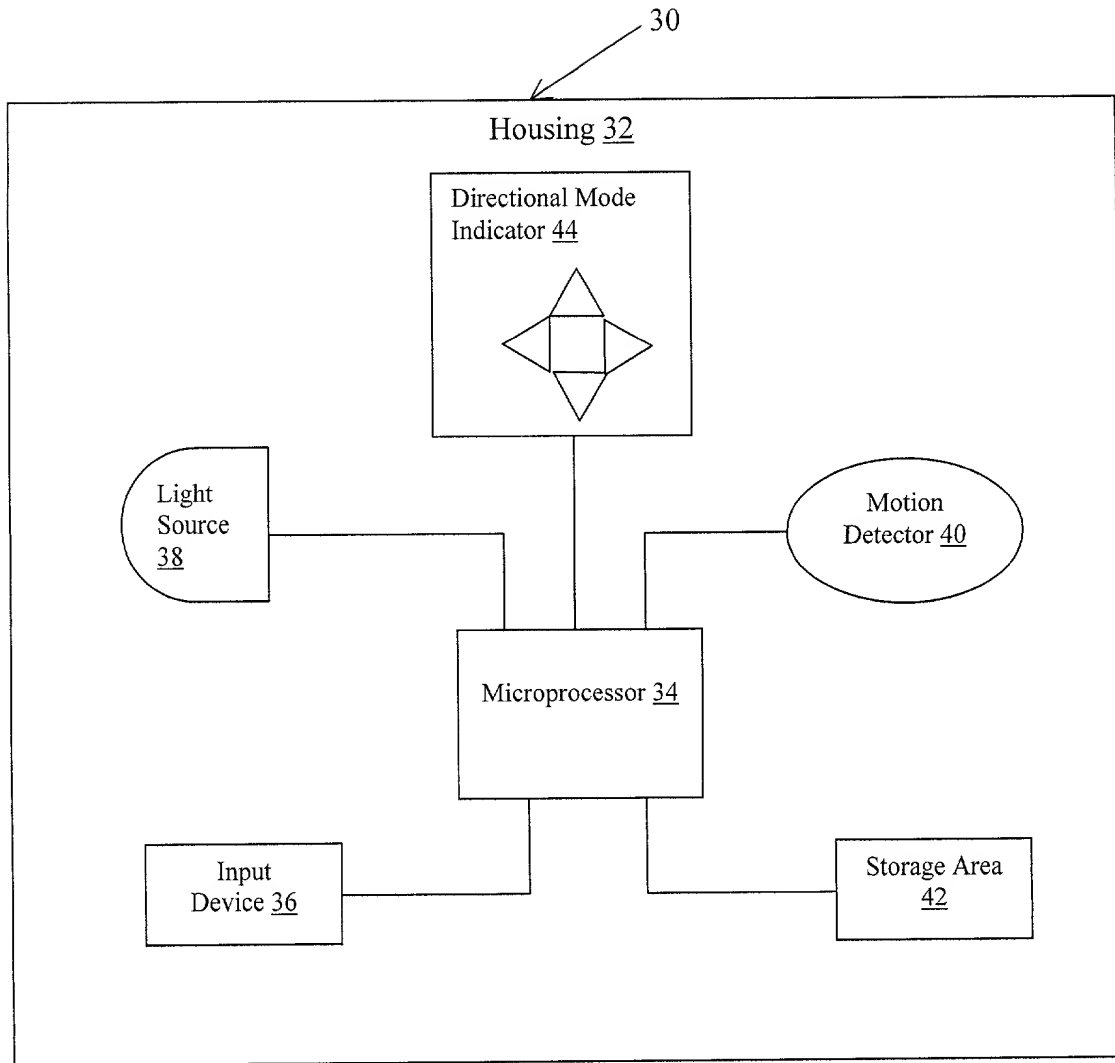 30
Housing 32
Directional Mode
Indicator 44
Light
Source
38
Motion
Detector 40
Microprocessor 34
Input
Device 36
Storage Area
42